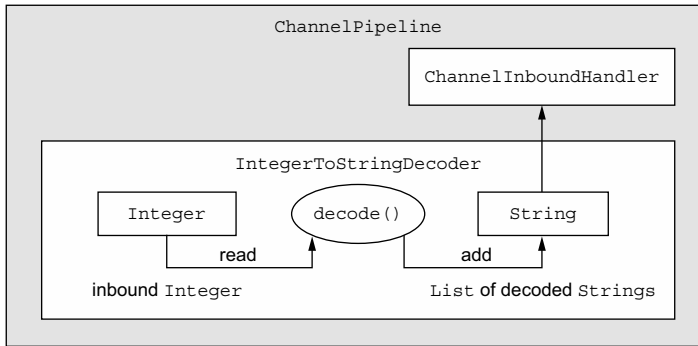 ChannelPipeline
ChannelInboundHandler
IntegerToStringDecoder
Integer
decode()
String
read
add
inbound Integer
List of decoded Strings